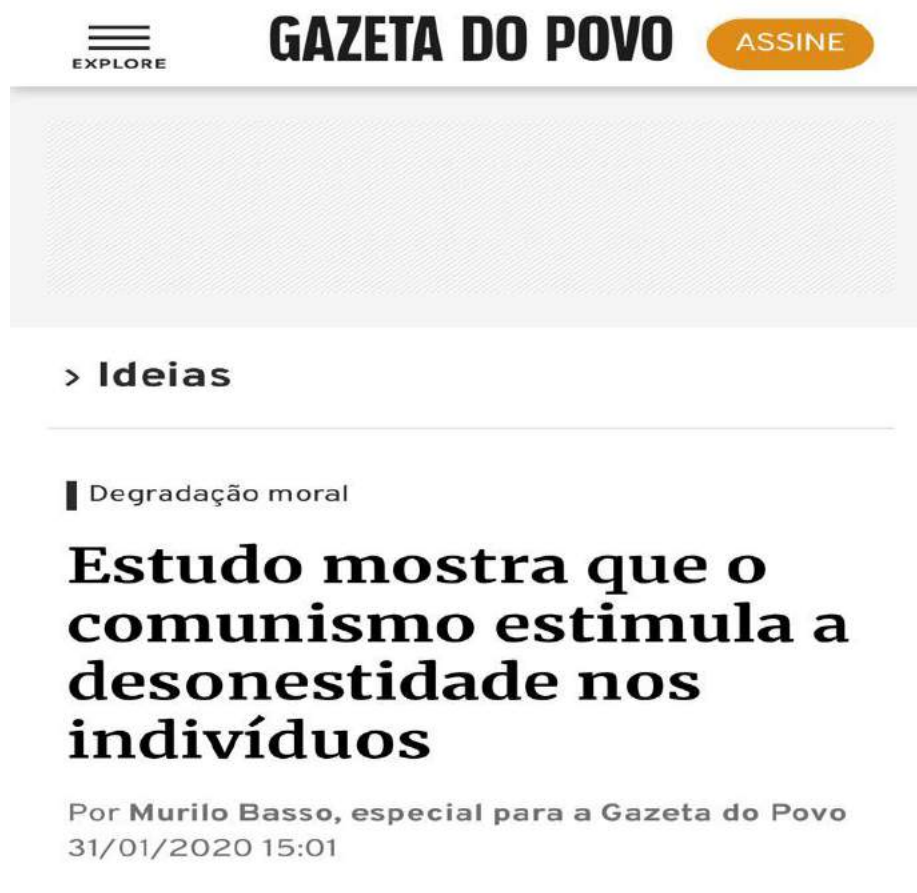 EXPLORE
GAZETA DO POVO
ASSINE
> Ideias
Degradação moral
Estudo mostra que o
comunismo estimula a
desonestidade nos
indivíduos
Por Murilo Basso, especial para a Gazeta do Povo
31/01/2020 15:01